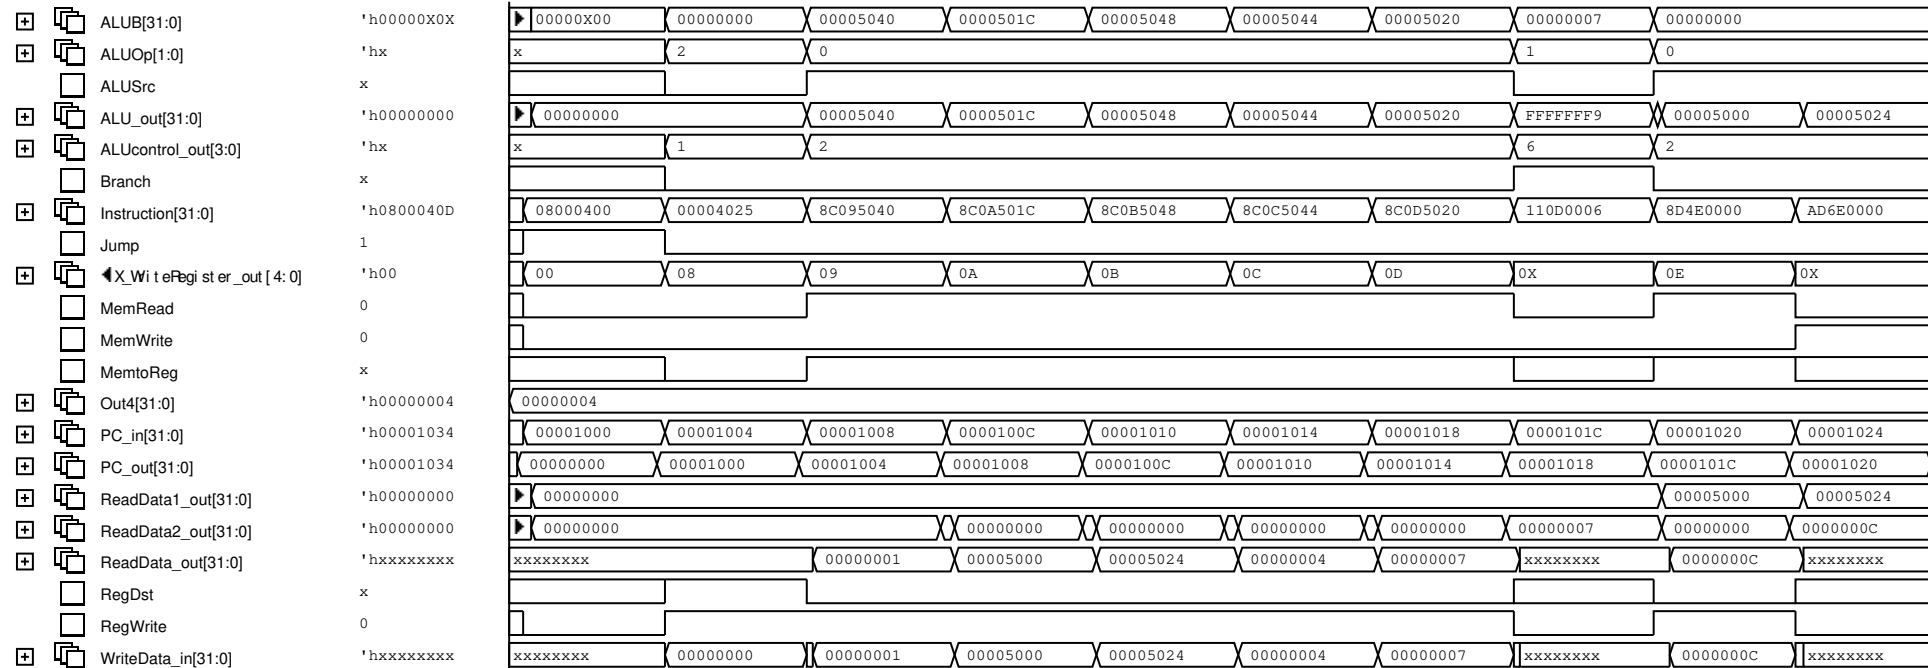 ALUB[31:0] 'h00000X0X 00000X00 00000000 00005040 0000501C 00005048 00005044 00005020 00000007 00000000
ALUOp[1:0] 'hx x 2 0 1 0
ALUSrc x
ALU_out[31:0] 'h00000000 00000000 00005040 0000501C 00005048 00005044 00005020 FFFFFFF9 00005000 00005024
ALUcontrol_out[3:0] 'hx x 1 2 6 2
Branch x
Instruction[31:0] 'h0800040D 08000400 00004025 8C095040 8C0A501C 8C0B5048 8C0C5044 8C0D5020 110D0006 8D4E0000 AD6E0000
Jump 1
X_WriteRegister_out[4:0] 'h00 00 08 09 0A 0B 0C 0D 0X 0E 0X
MemRead 0
MemWrite 0
MemtoReg x
Out4[31:0] 'h00000004 00000004
PC_in[31:0] 'h00001034 00001000 00001004 00001008 0000100C 00001010 00001014 00001018 0000101C 00001020 00001024
PC_out[31:0] 'h00001034 00000000 00001000 00001004 00001008 0000100C 00001010 00001014 00001018 0000101C 00001020
ReadData1_out[31:0] 'h00000000 00000000 00005000 00005024
ReadData2_out[31:0] 'h00000000 00000000 00000000 00000000 00000000 00000000 00000007 00000000 0000000C
ReadData_out[31:0] 'hxxxxxxxx xxxxxxxx 00000001 00005000 00005024 00000004 00000007 xxxxxxxx 0000000C xxxxxxxx
RegDst x
RegWrite 0
WriteData_in[31:0] 'hxxxxxxxx xxxxxxxx 00000000 00000001 00005000 00005024 00000004 00000007 xxxxxxxx 0000000C xxxxxxxx